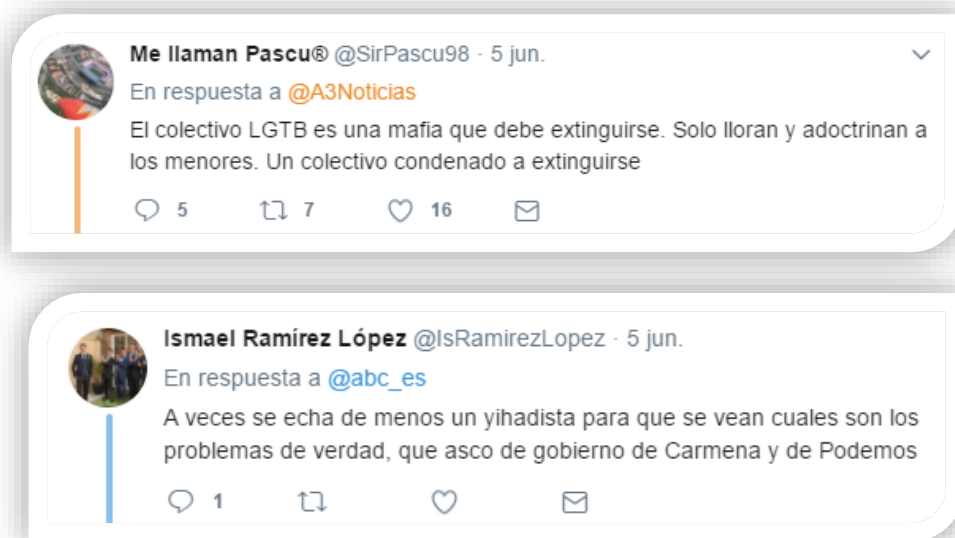 Me llaman Pascu® @SirPascu98 · 5 jun.
En respuesta a @A3Noticias
El colectivo LGTB es una mafia que debe extinguirse. Solo lloran y adoctrinan a
los menores. Un colectivo condenado a extinguirse
5 7 16
Ismael Ramírez López @IsRamirezLopez · 5 jun.
En respuesta a @abc_es
A veces se echa de menos un yihadista para que se vean cuales son los
problemas de verdad, que asco de gobierno de Carmena y de Podemos
1